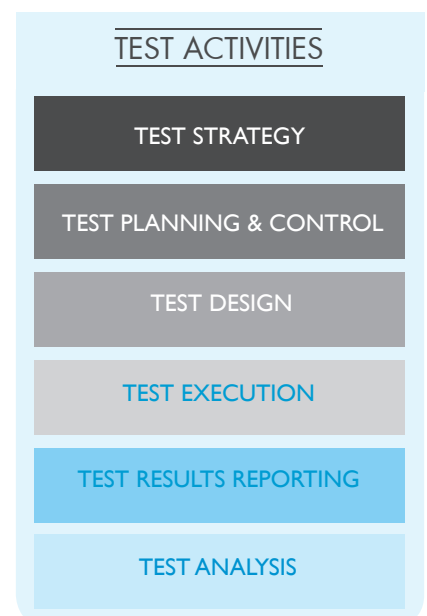 TEST ACTIVITIES
TEST STRATEGY
TEST PLANNING & CONTROL
TEST DESIGN
TEST EXECUTION
TEST RESULTS REPORTING
TEST ANALYSIS